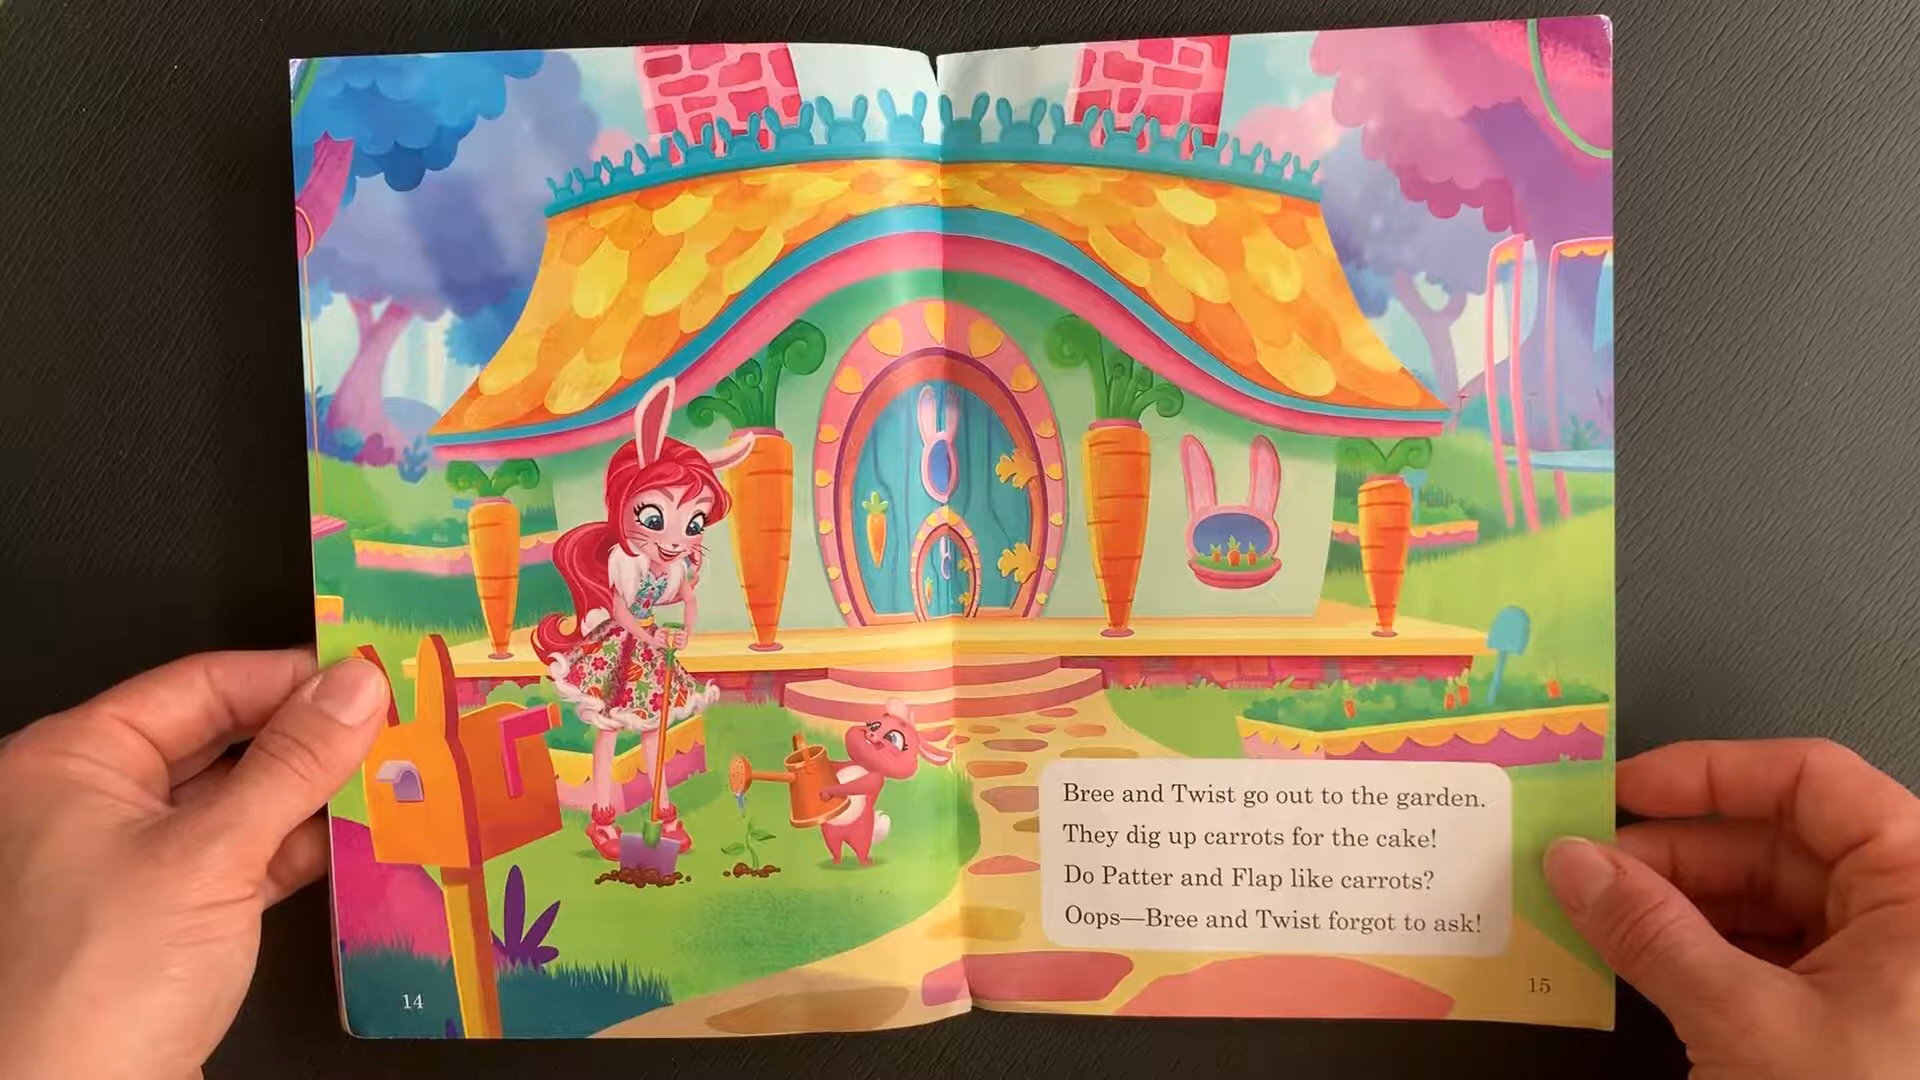 Bree and Twist go out to the garden.
They dig up carrots for the cake!
Do Patter and Flap like carrots?
Oops—Bree and Twist forgot to ask!
14
15